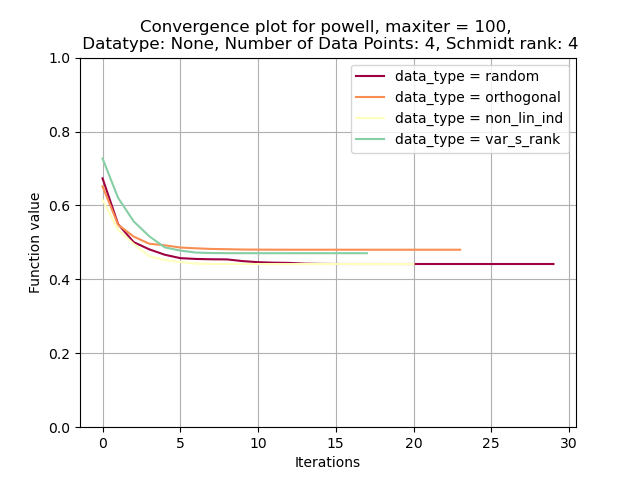 Convergence plot for powell, maxiter = 100,
Datatype: None, Number of Data Points: 4, Schmidt rank: 4
1.0
0.8
0.6
0.4
0.2
0.0
Function value
data_type = random
data_type = orthogonal
data_type = non_lin_ind
data_type = var_s_rank
0 5 10 15 20 25 30
Iterations